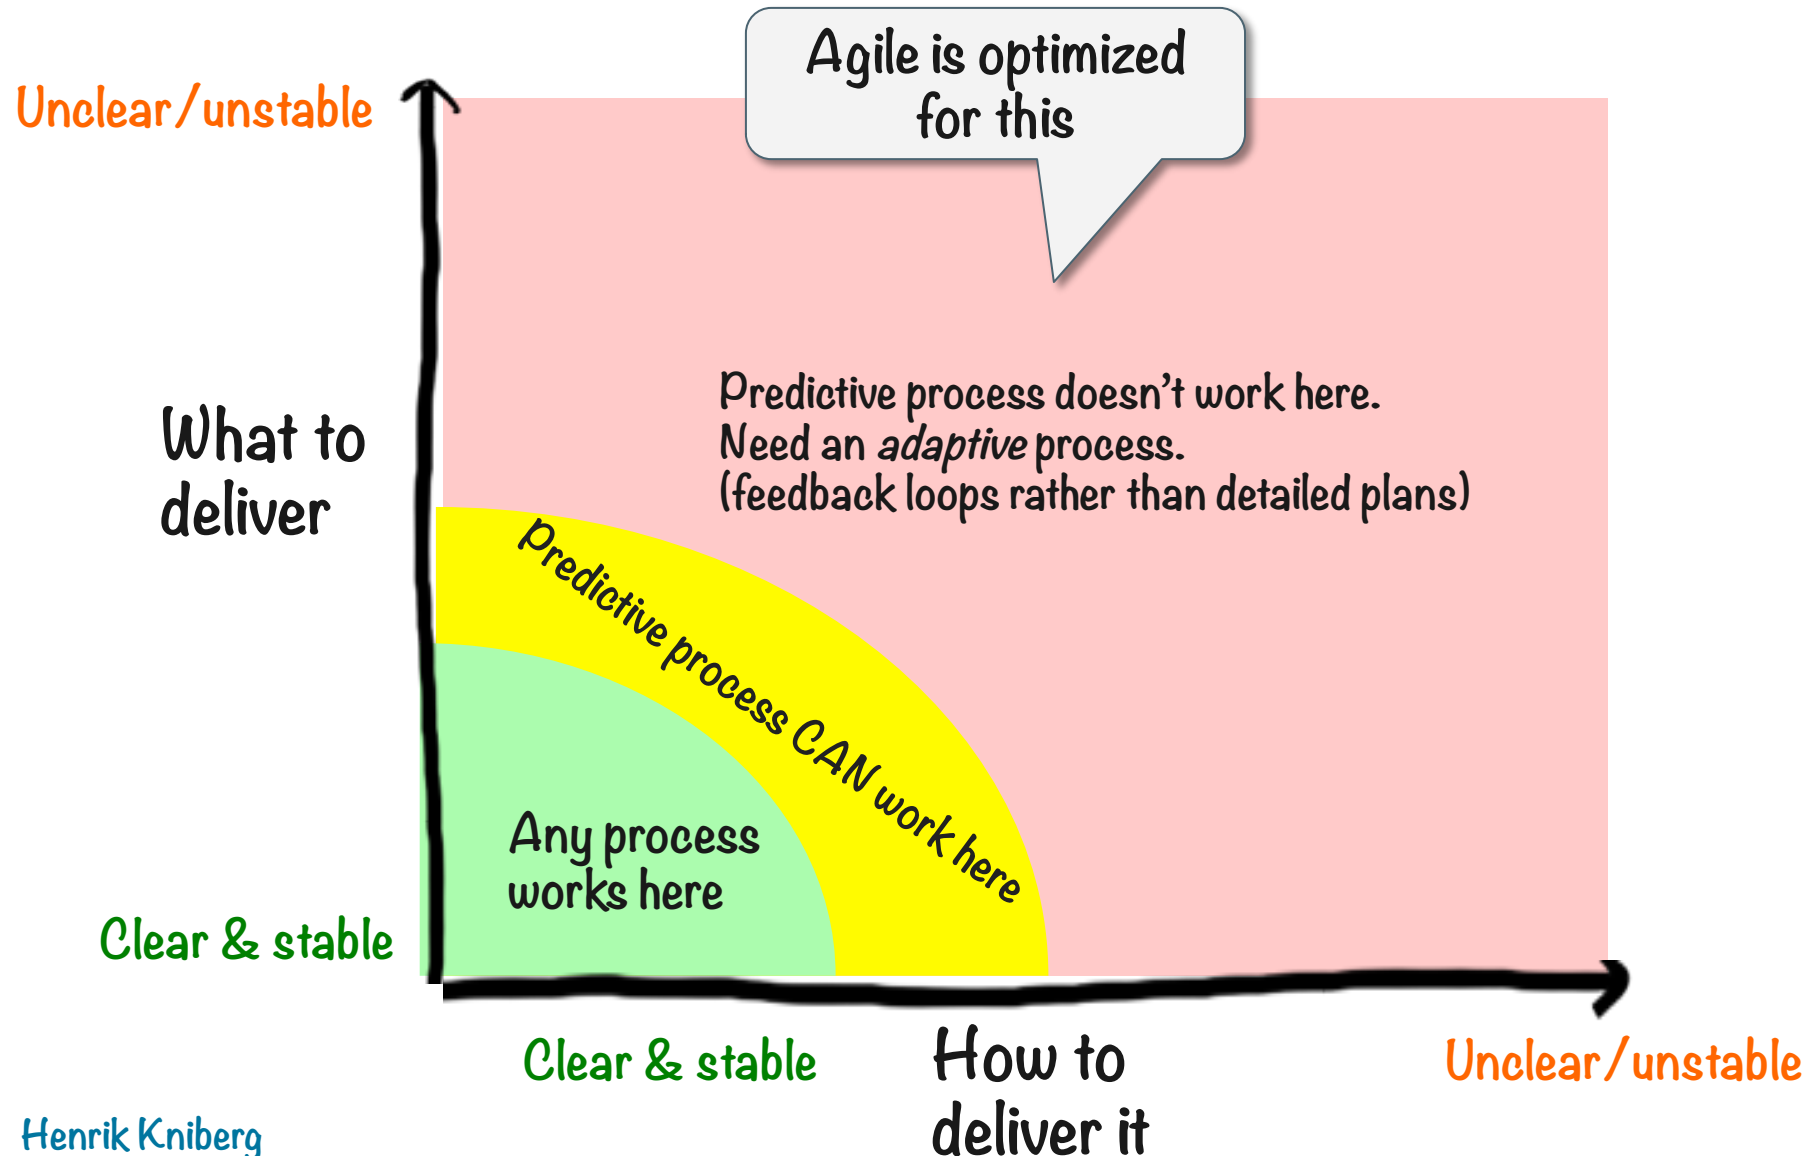 Agile is optimized
for this
Unclear/unstable
Predictive process doesn't work here.
Need an adaptive process.
(feedback loops rather than detailed plans)
What to
deliver
Predictive process CAN work here
Any process
works here
Clear & stable
Clear & stable
How to
deliver it
Unclear/unstable
Henrik Kniberg